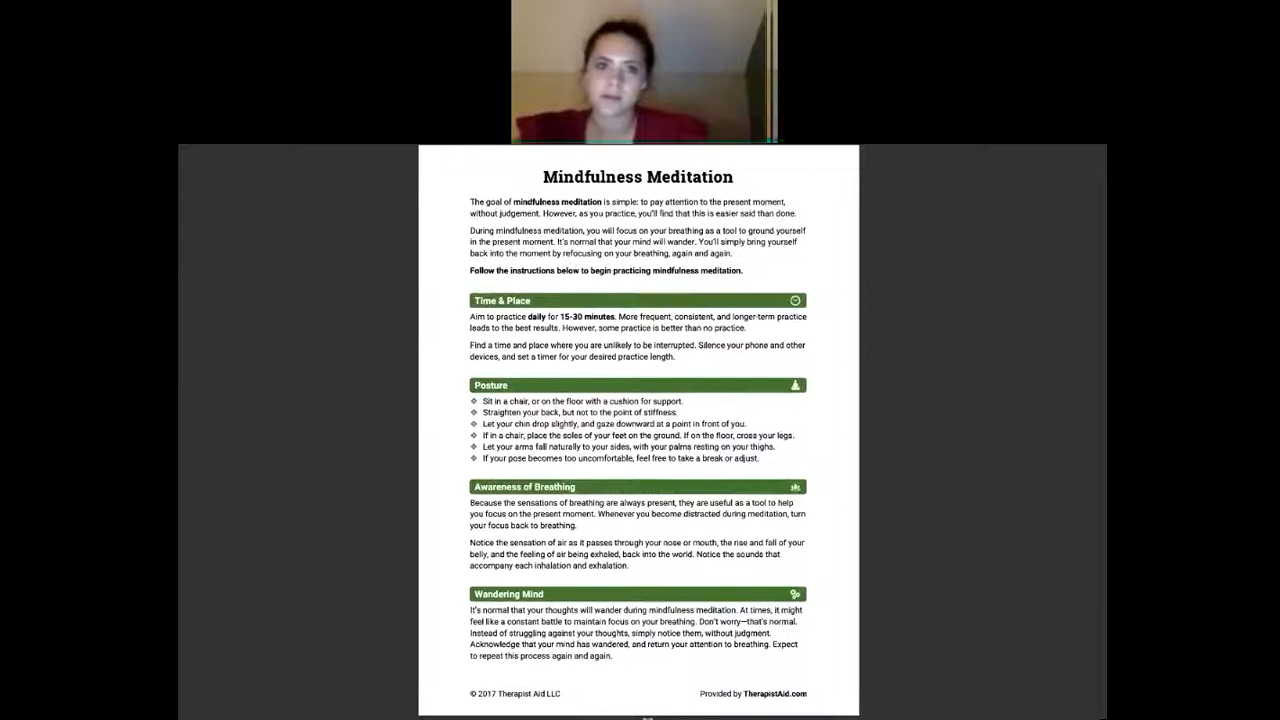 Mindfulness Meditation
The goal of mindfulness meditation is simple: to pay attention to the present moment,
without judgement. However, as you practice, you'll find that this is easier said than done.
During mindfulness meditation, you will focus on your breathing as a tool to ground yourself
in the present moment. It's normal that your mind will wander. You'll simply bring yourself
back into the moment by refocusing on your breathing, again and again.
Follow the instructions below to begin practicing mindfulness meditation.
Time & Place
Aim to practice daily for 15-30 minutes. More frequent, consistent, and longer-term practice
leads to the best results. However, some practice is better than no practice.
Find a time and place where you are unlikely to be interrupted. Silence your phone and other
devices, and set a timer for your desired practice length.
Posture
❖ Sit in a chair, or on the floor with a cushion for support.
❖ Straighten your back, but not to the point of stiffness.
❖ Let your chin drop slightly, and gaze downward at a point in front of you.
❖ If in a chair, place the soles of your feet on the ground. If on the floor, cross your legs.
❖ Let your arms fall naturally to your sides, with your palms resting on your thighs.
❖ If your pose becomes too uncomfortable, feel free to take a break or adjust.
Awareness of Breathing
Because the sensations of breathing are always present, they are useful as a tool to help
you focus on the present moment. Whenever you become distracted during meditation, turn
your focus back to breathing.
Notice the sensation of air as it passes through your nose or mouth, the rise and fall of your
belly, and the feeling of air being exhaled, back into the world. Notice the sounds that
accompany each inhalation and exhalation.
Wandering Mind
It's normal that your thoughts will wander during mindfulness meditation. At times, it might
feel like a constant battle to maintain focus on your breathing. Don't worry—that's normal.
Instead of struggling against your thoughts, simply notice them, without judgment.
Acknowledge that your mind has wandered, and return your attention to breathing. Expect
to repeat this process again and again.
© 2017 Therapist Aid LLC
Provided by TherapistAid.com